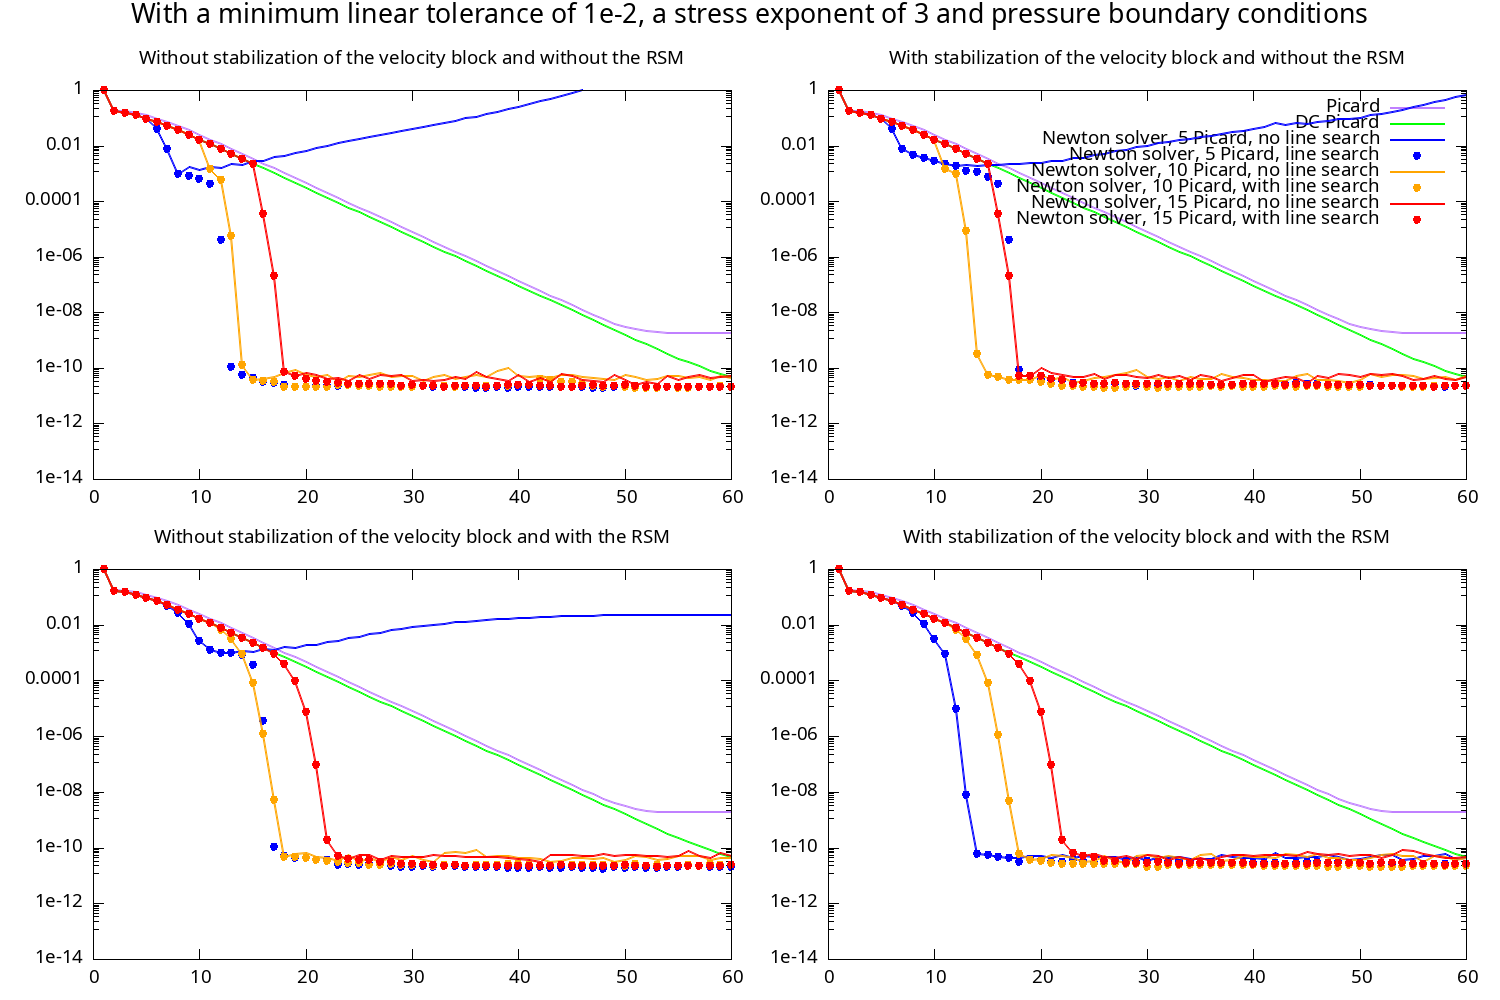 With a minimum linear tolerance of 1e-2, a stress exponent of 3 and pressure boundary conditions
Without stabilization of the velocity block and without the RSM
1
0.01
0.0001
1e-06
1e-08
1e-10
1e-12
1e-14
0 10 20 30 40 50 60
With stabilization of the velocity block and without the RSM
Picard
DC Picard
Newton solver, 5 Picard, no line search
Newton solver, 5 Picard, line search
Newton solver, 10 Picard, no line search
Newton solver, 10 Picard, with line search
Newton solver, 15 Picard, no line search
Newton solver, 15 Picard, with line search
1
0.01
0.0001
1e-06
1e-08
1e-10
1e-12
1e-14
0 10 20 30 40 50 60
Without stabilization of the velocity block and with the RSM
1
0.01
0.0001
1e-06
1e-08
1e-10
1e-12
1e-14
0 10 20 30 40 50 60
With stabilization of the velocity block and with the RSM
1
0.01
0.0001
1e-06
1e-08
1e-10
1e-12
1e-14
0 10 20 30 40 50 60